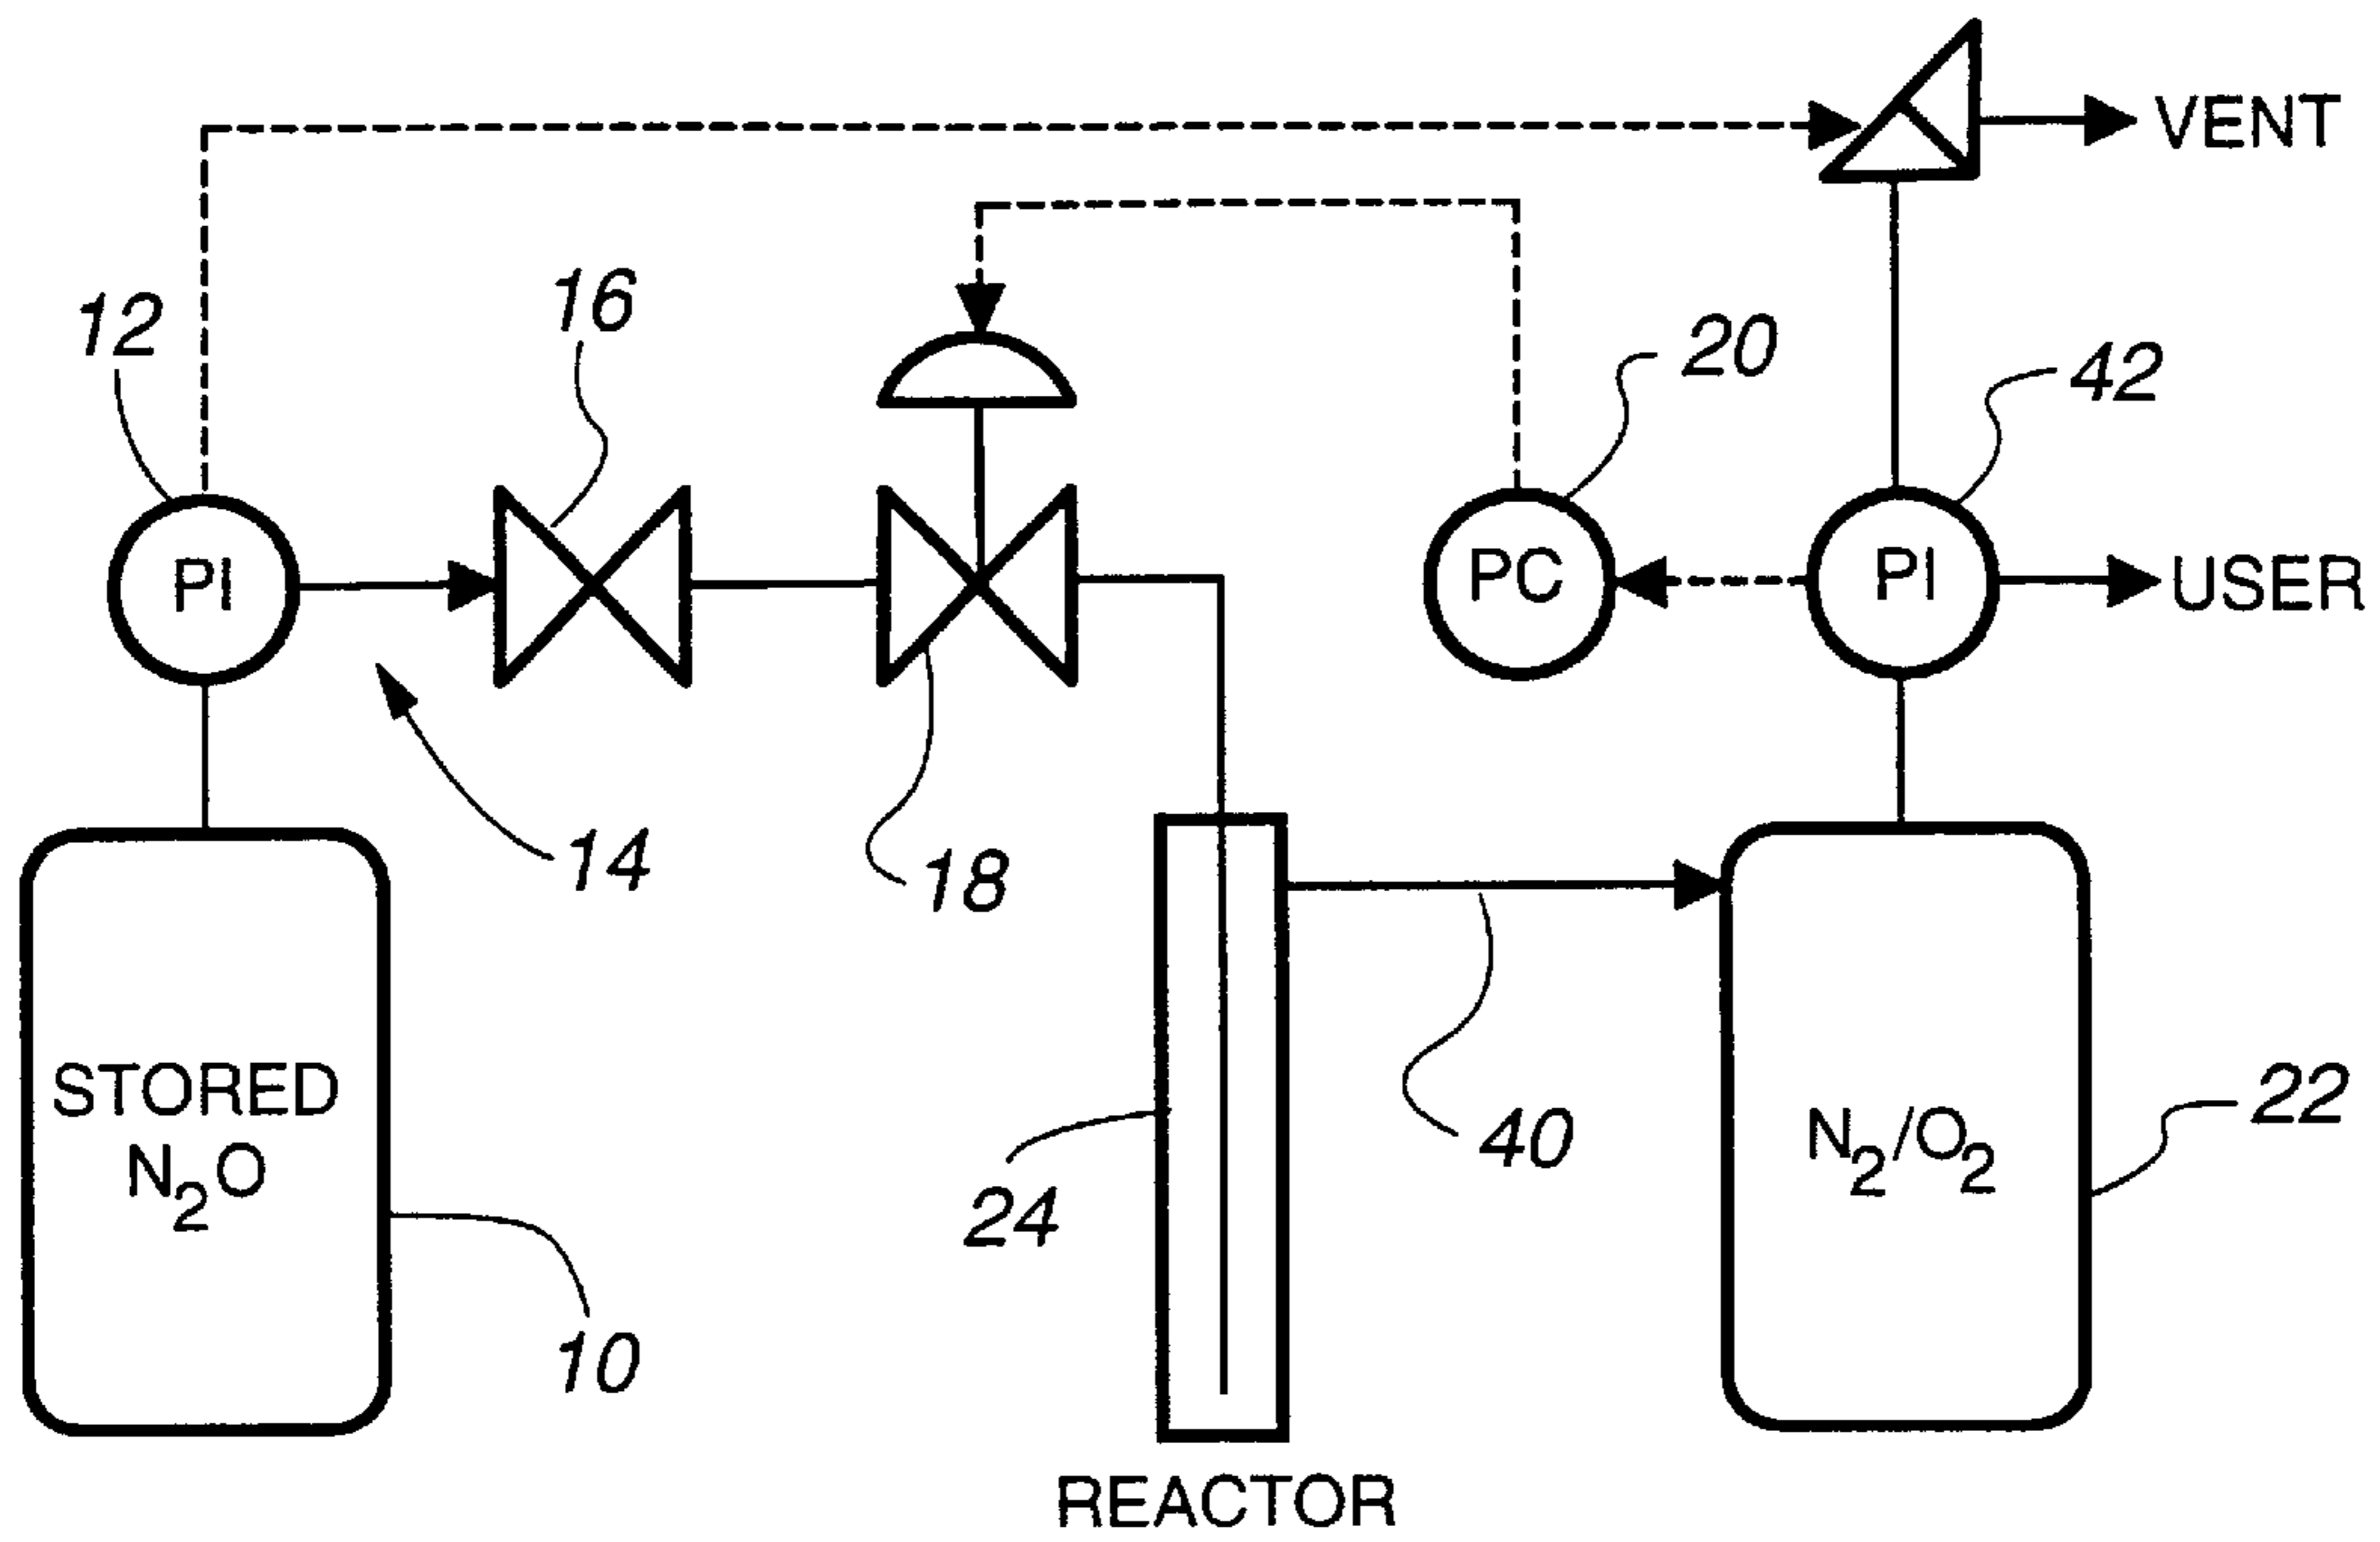 VENT
16
12
20
42
PI
PC
PI
USER
14
18
STORED
N2O
N2/O2
22
40
24
10
REACTOR